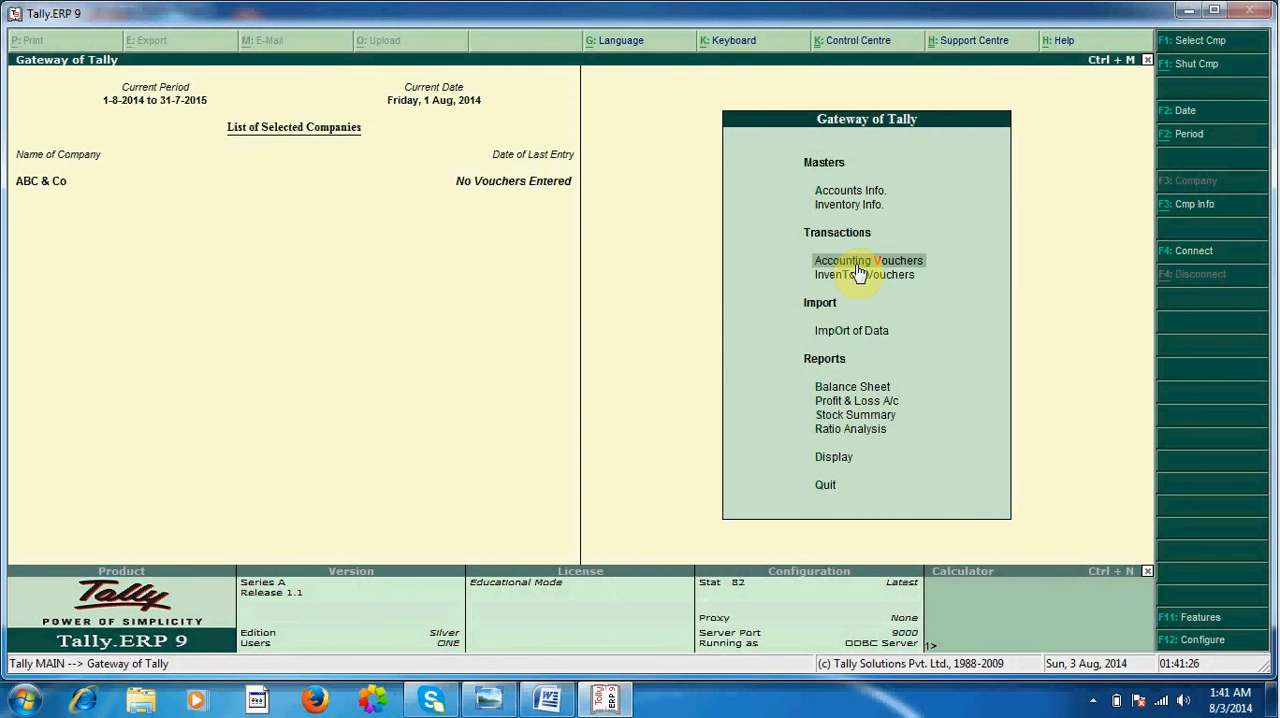 Tally.ERP 9
P: Print E: Export M: E-Mail O: Upload G: Language K: Keyboard K: Control Centre H: Support Centre H: Help
Gateway of Tally Ctrl + M
Current Period Current Date
1-8-2014 to 31-7-2015 Friday, 1 Aug, 2014
List of Selected Companies
Name of Company Date of Last Entry
ABC & Co No Vouchers Entered
Gateway of Tally
Masters
Accounts Info.
Inventory Info.
Transactions
Accounting Vouchers
Vouchers
Import
ImpOrt of Data
Reports
Balance Sheet
Profit & Loss A/c
Stock Summary
Ratio Analysis
Display
Quit
F1: Select Cmp
F1: Shut Cmp
F2: Date
F2: Period
F3: Company
F3: Cmp Info
F4: Connect
F4: Disconnect
F11: Features
F12: Configure
Product
Tally
POWER OF SIMPLICITY
Tally.ERP 9
Version
Series A
Release 1.1
Edition Silver
Users ONE
License
Educational Mode
Configuration
Stat 82 Latest
Proxy None
Server Port 9000
Running as ODBC Server
Calculator Ctrl + N
1>
Tally MAIN --> Gateway of Tally (c) Tally Solutions Pvt. Ltd., 1988-2009 Sun, 3 Aug, 2014 01:41:26
Tally ERP 9
1:41 AM
8/3/2014